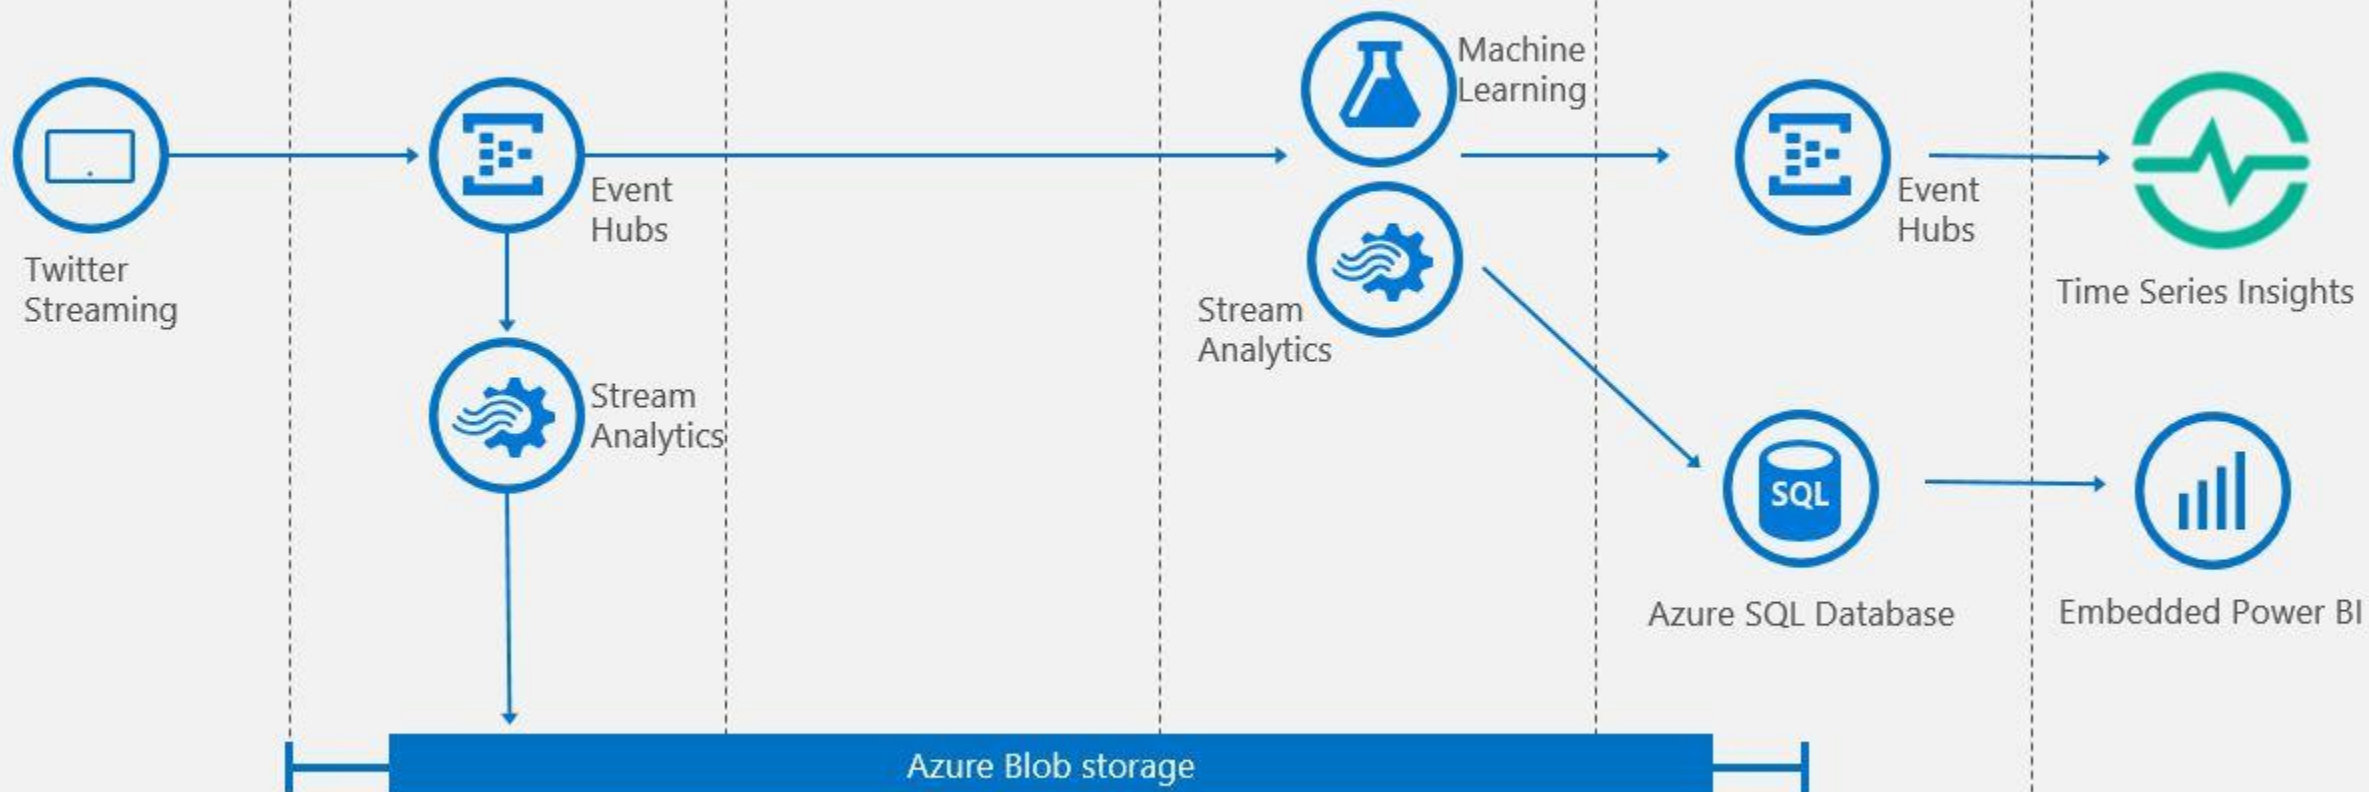 Twitter
Streaming
Event
Hubs
Stream
Analytics
Machine
Learning
Stream
Analytics
Event
Hubs
Time Series Insights
SQL
Azure SQL Database
Embedded Power BI
Azure Blob storage